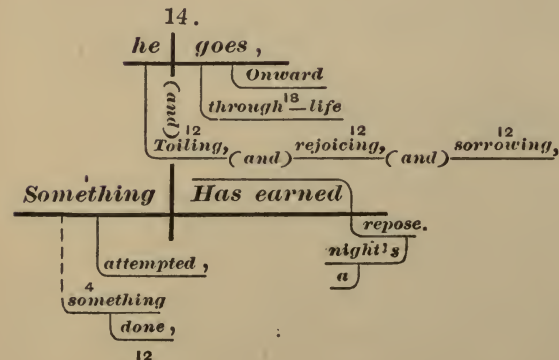 14.
he goes,
Onward
through 18 life
(and)
12 12 12
Toiling, (and) rejoicing, (and) sorrowing,
Something Has earned
repose.
attempted, night's
a
4
something
done,
12